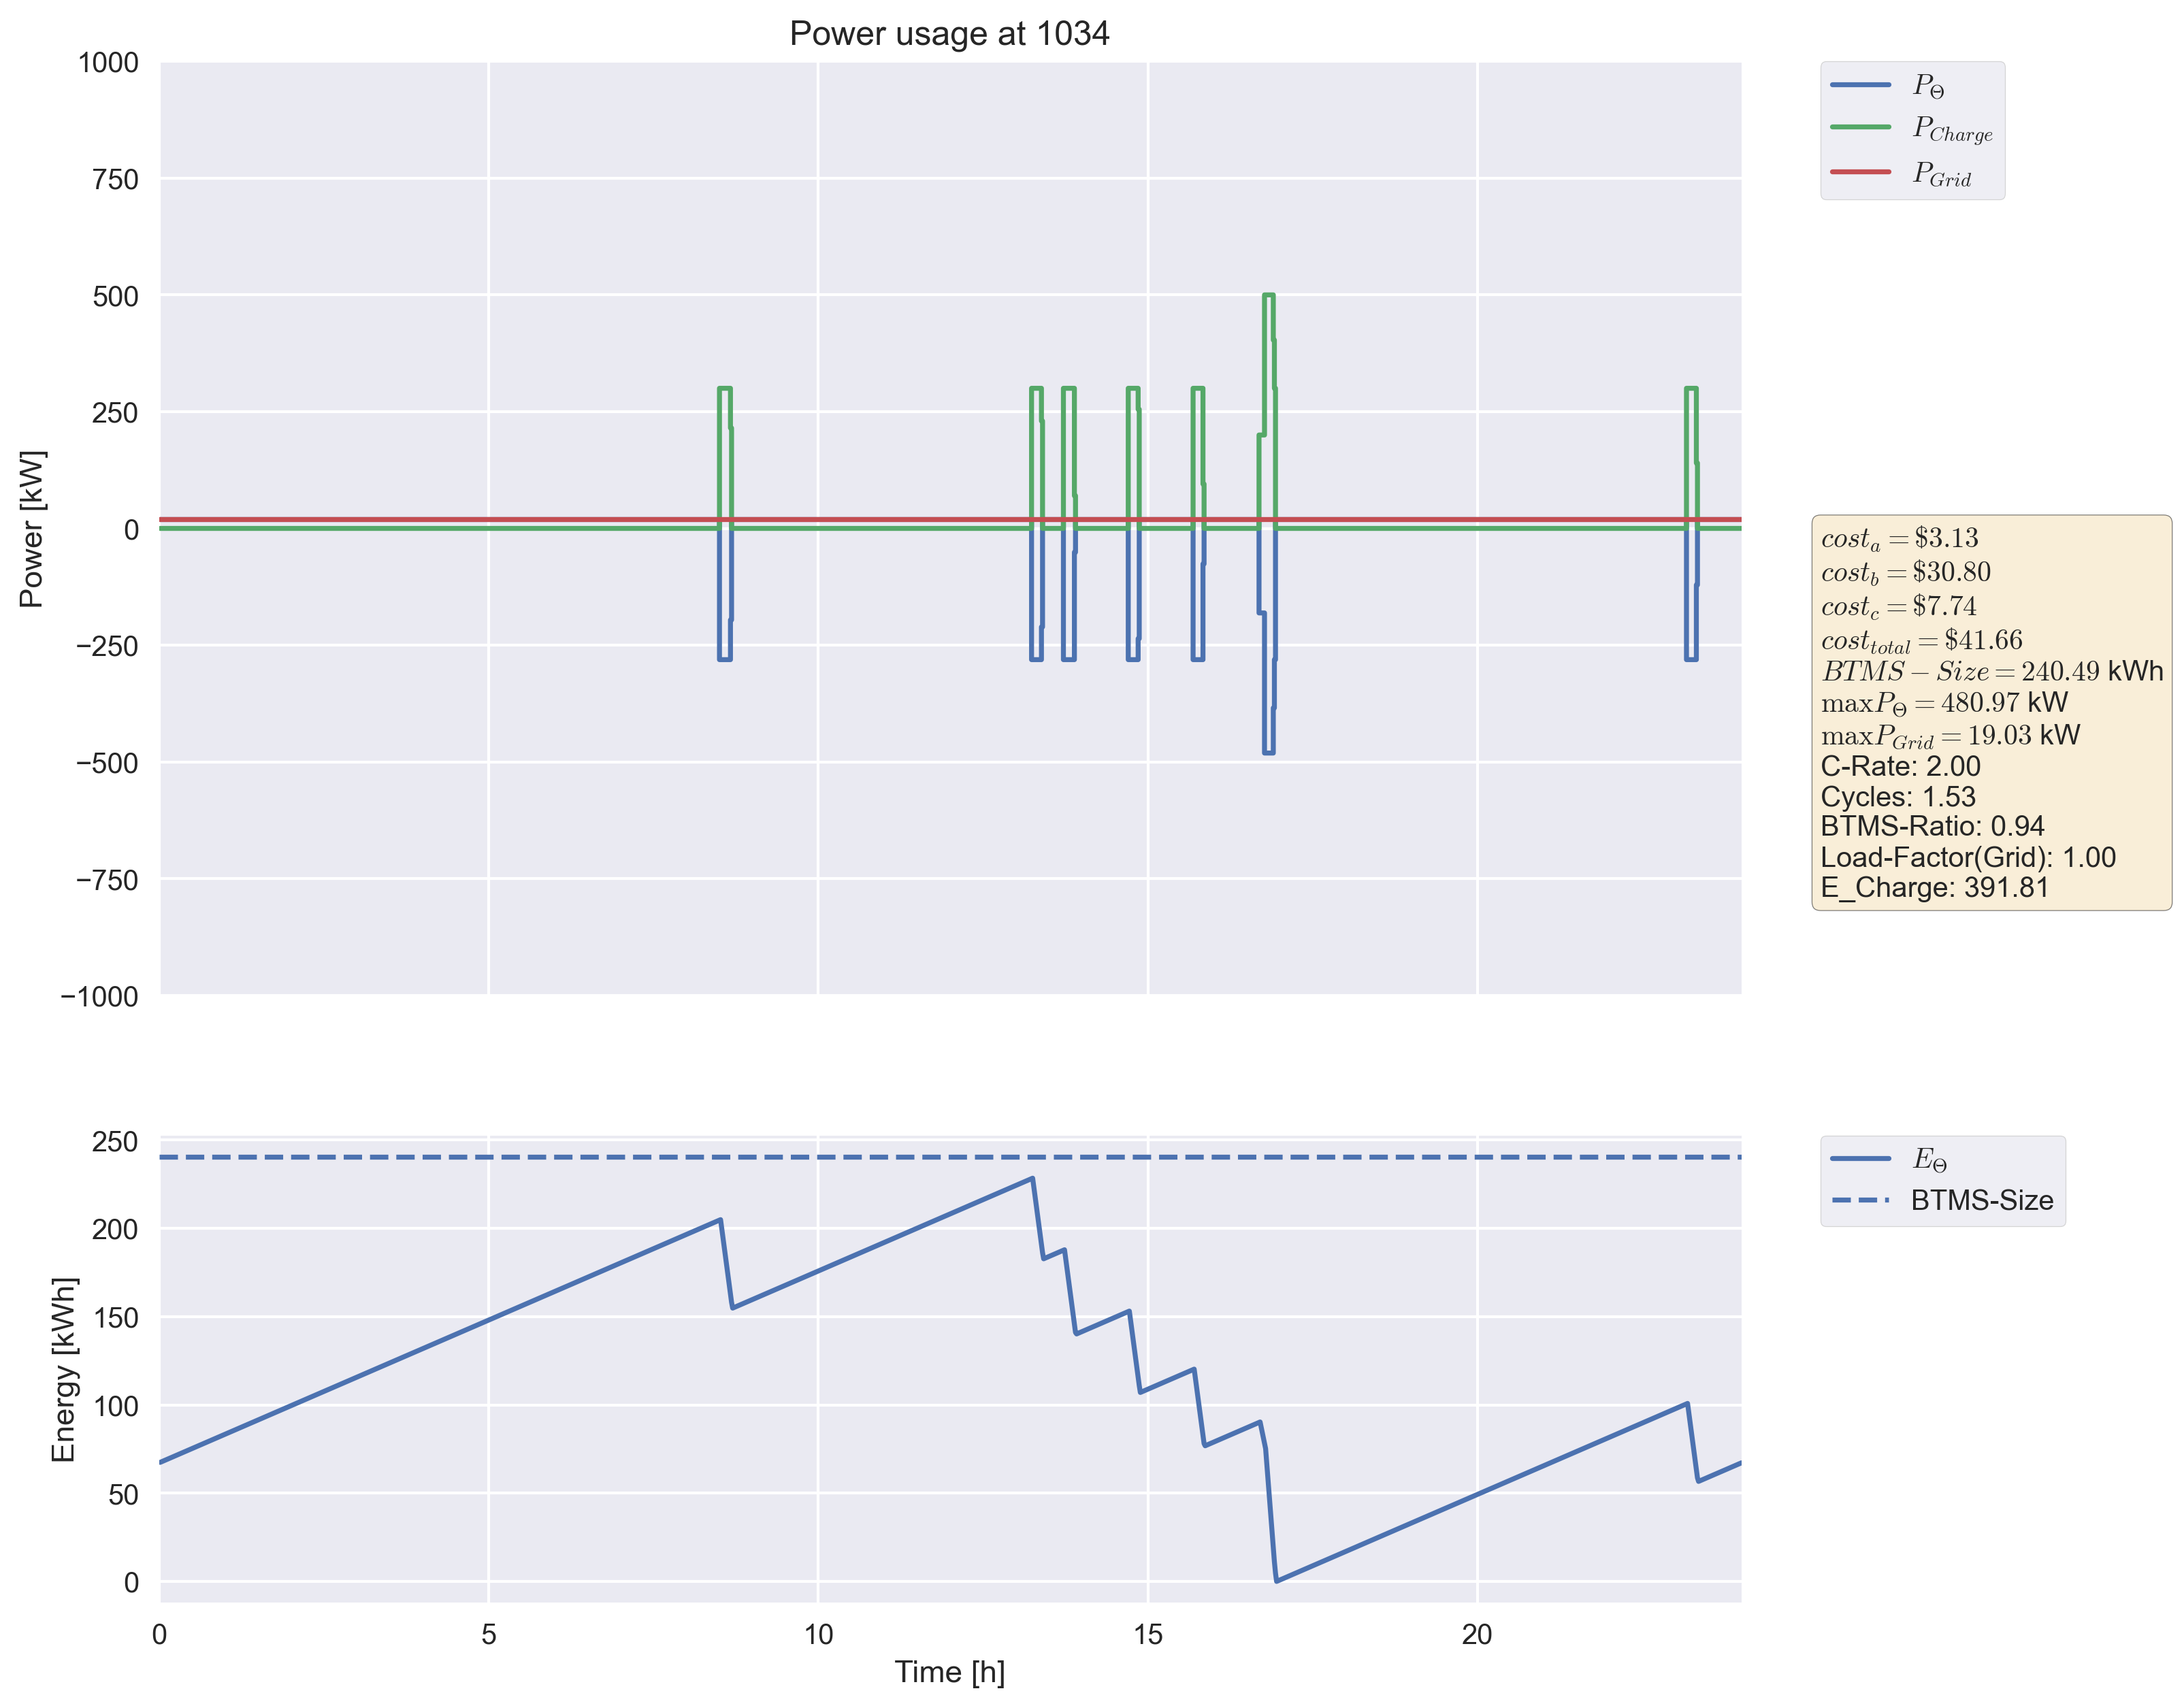 Power usage at 1034
1000
750
500
250
0
−250
−500
−750
−1000
Power [kW]
P_Θ
P_Charge
P_Grid
cost_a = $3.13
cost_b = $30.80
cost_c = $7.74
cost_total = $41.66
BTMS − Size = 240.49 kWh
maxP_Θ = 480.97 kW
maxP_Grid = 19.03 kW
C-Rate: 2.00
Cycles: 1.53
BTMS-Ratio: 0.94
Load-Factor(Grid): 1.00
E_Charge: 391.81
250
200
150
100
50
0
Energy [kWh]
E_Θ
BTMS-Size
0 5 10 15 20
Time [h]